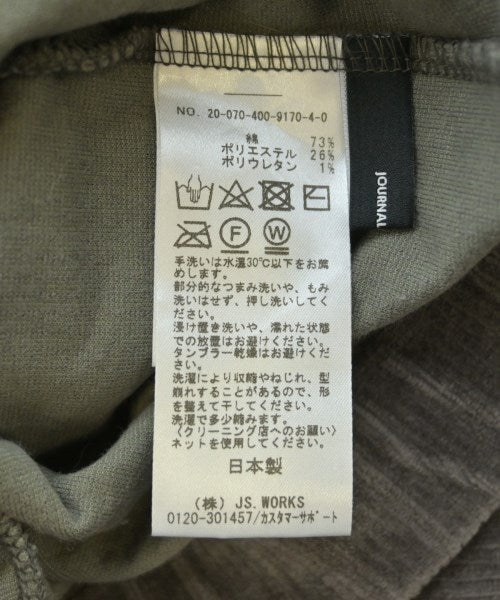 NO. 20-070-400-9170-4-0
綿 73%
ポリエステル 26%
ポリウレタン 1%
F W
手洗いは水温30℃以下をお薦
めします。
部分的なつまみ洗いや、もみ
洗いはせず、押し洗いしてく
ださい。
浸け置き洗いや、濡れた状態
での放置はお避けください。
タンブラー乾燥はお避けくだ
さい。
洗濯により収縮やねじれ、型
崩れすることがあるので、形
を整えて干してください。
洗濯で多少縮みます。
〈クリーニング店へのお願い〉
ネットを使用してください。
日本製
(株) JS. WORKS
0120-301457/カスタマーサポート
JOURNAL